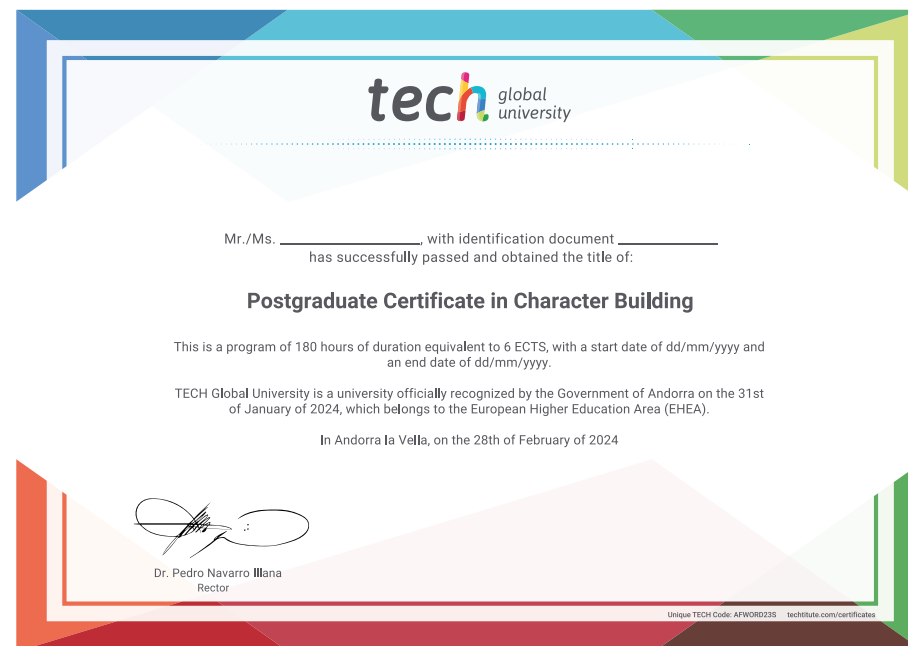 tech global university
Mr./Ms. ____________________, with identification document ______________
has successfully passed and obtained the title of:
Postgraduate Certificate in Character Building
This is a program of 180 hours of duration equivalent to 6 ECTS, with a start date of dd/mm/yyyy and
an end date of dd/mm/yyyy.
TECH Global University is a university officially recognized by the Government of Andorra on the 31st
of January of 2024, which belongs to the European Higher Education Area (EHEA).
In Andorra la Vella, on the 28th of February of 2024
Dr. Pedro Navarro Illana
Rector
Unique TECH Code: AFWORD23S techtitute.com/certificates